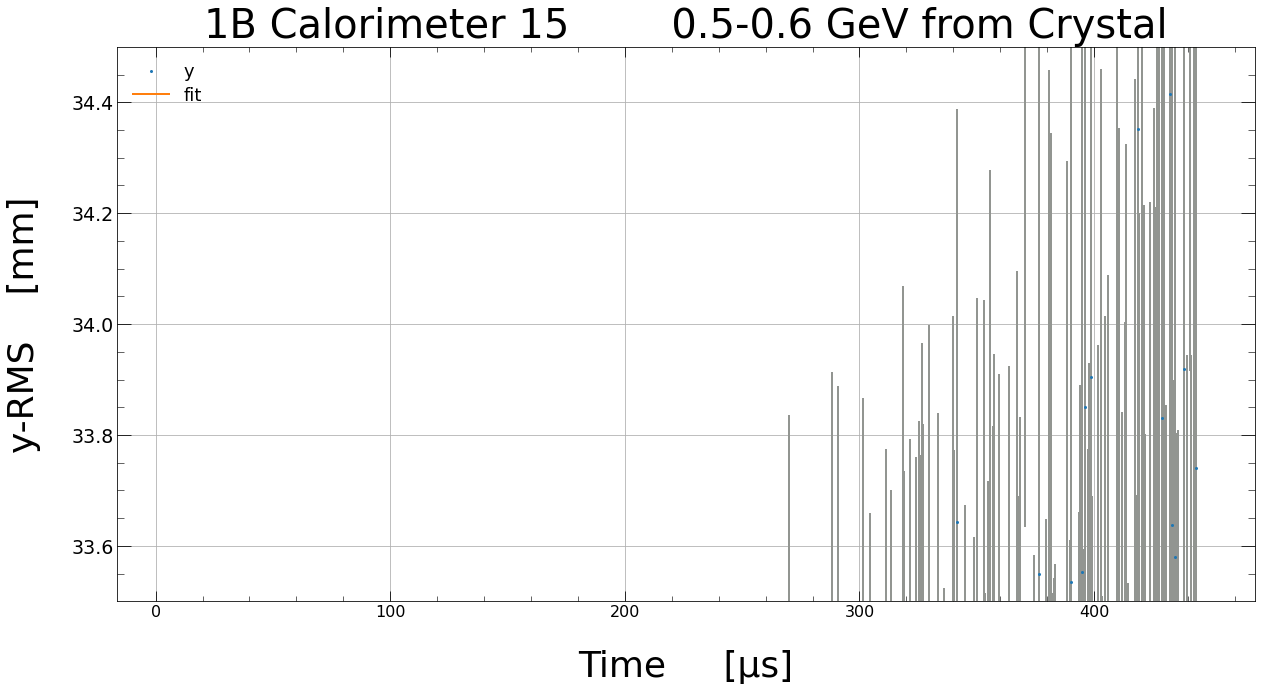 1B Calorimeter 15 0.5-0.6 GeV from Crystal
y
fit
34.4
34.2
34.0
33.8
33.6
y-RMS [mm]
0 100 200 300 400
Time [μs]